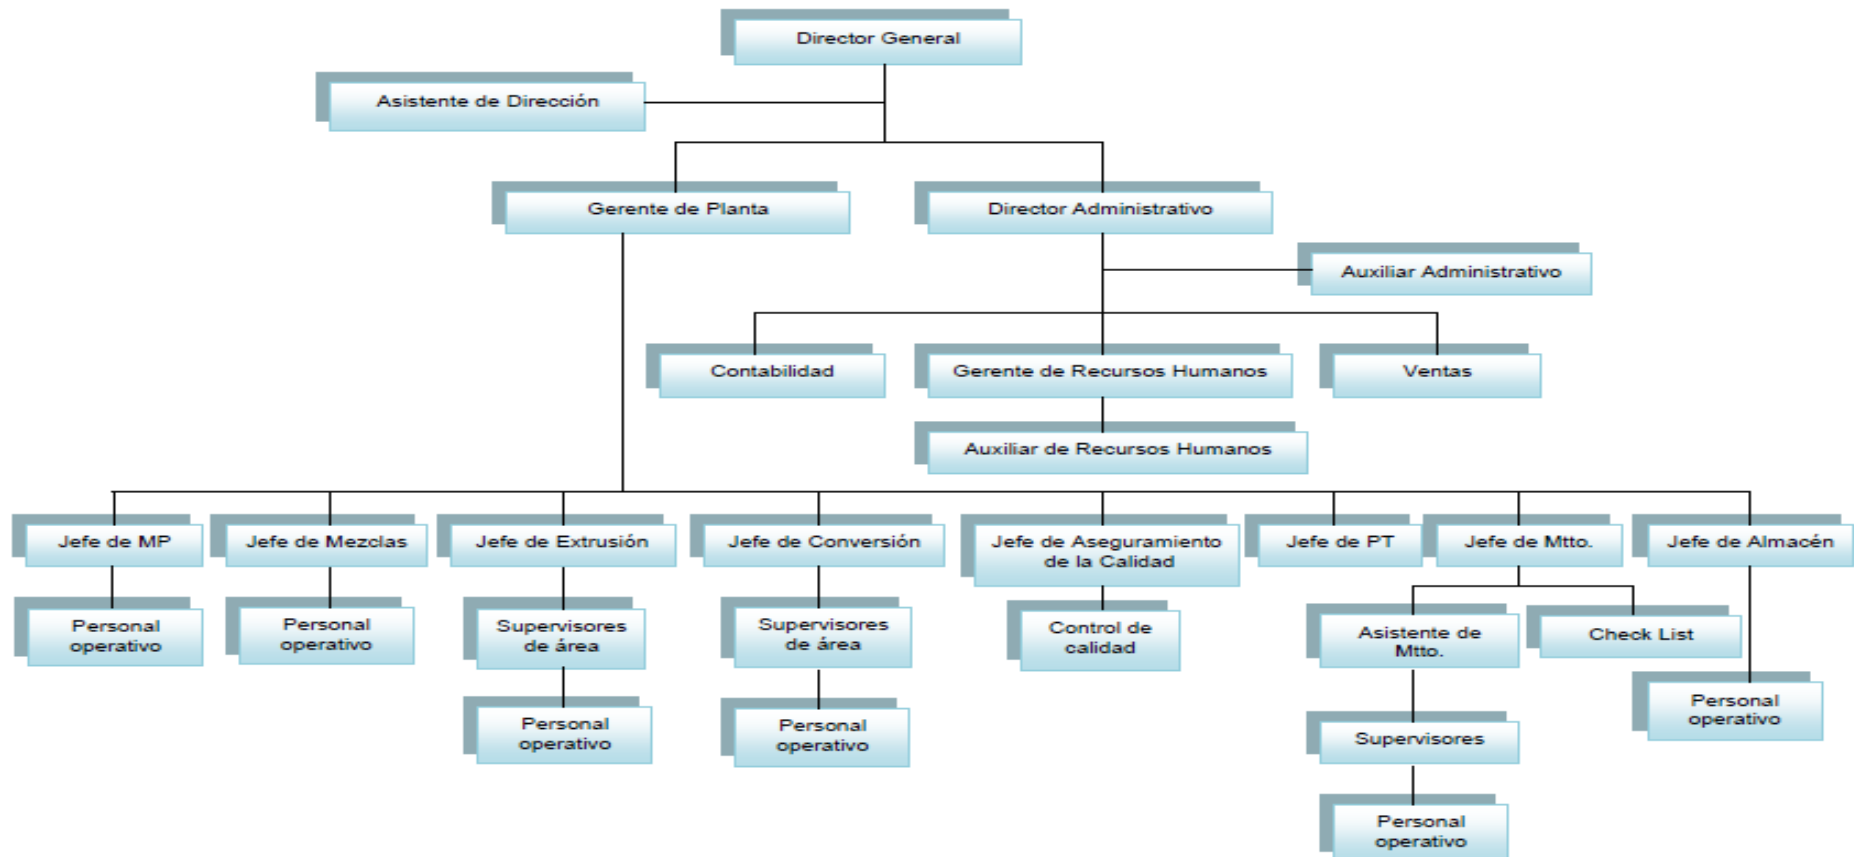 Director General
Asistente de Dirección
Gerente de Planta
Director Administrativo
Auxiliar Administrativo
Contabilidad
Gerente de Recursos Humanos
Ventas
Auxiliar de Recursos Humanos
Jefe de MP
Jefe de Mezclas
Jefe de Extrusión
Jefe de Conversión
Jefe de Aseguramiento
de la Calidad
Jefe de PT
Jefe de Mtto.
Jefe de Almacén
Personal
operativo
Personal
operativo
Supervisores
de área
Supervisores
de área
Control de
calidad
Asistente de
Mtto.
Check List
Personal
operativo
Personal
operativo
Personal
operativo
Supervisores
Personal
operativo